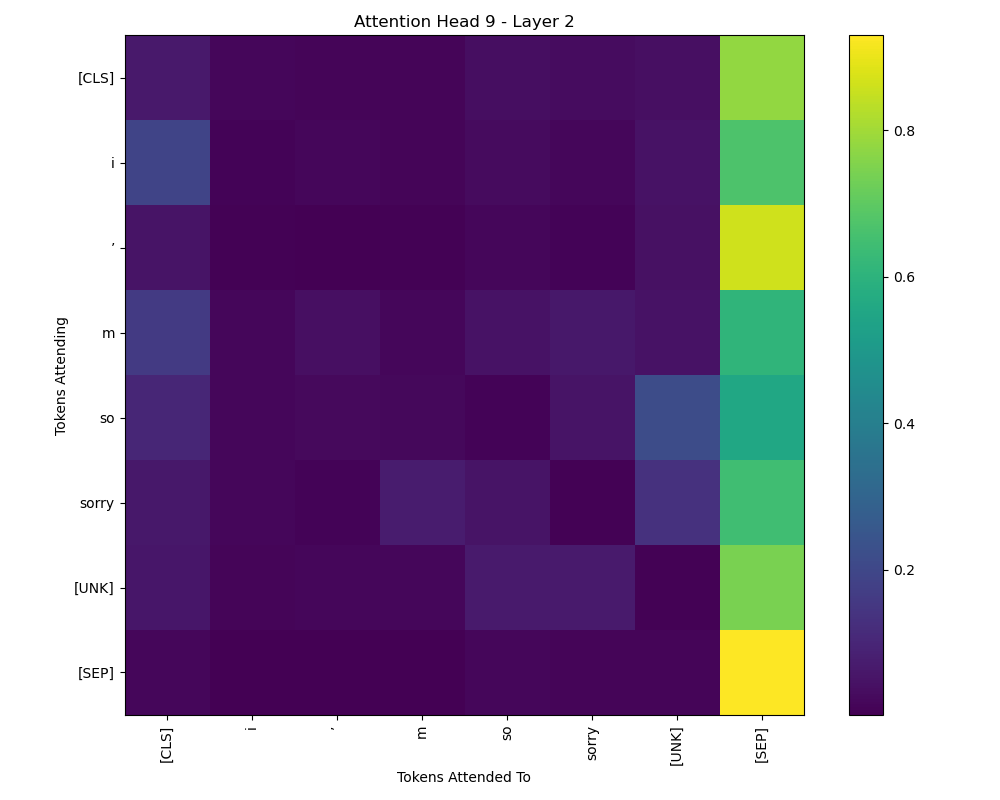 Attention Head 9 - Layer 2
[CLS]
i
’
m
so
sorry
[UNK]
[SEP]
Tokens Attending
[CLS]
i
’
m
so
sorry
[UNK]
[SEP]
Tokens Attended To
0.8
0.6
0.4
0.2